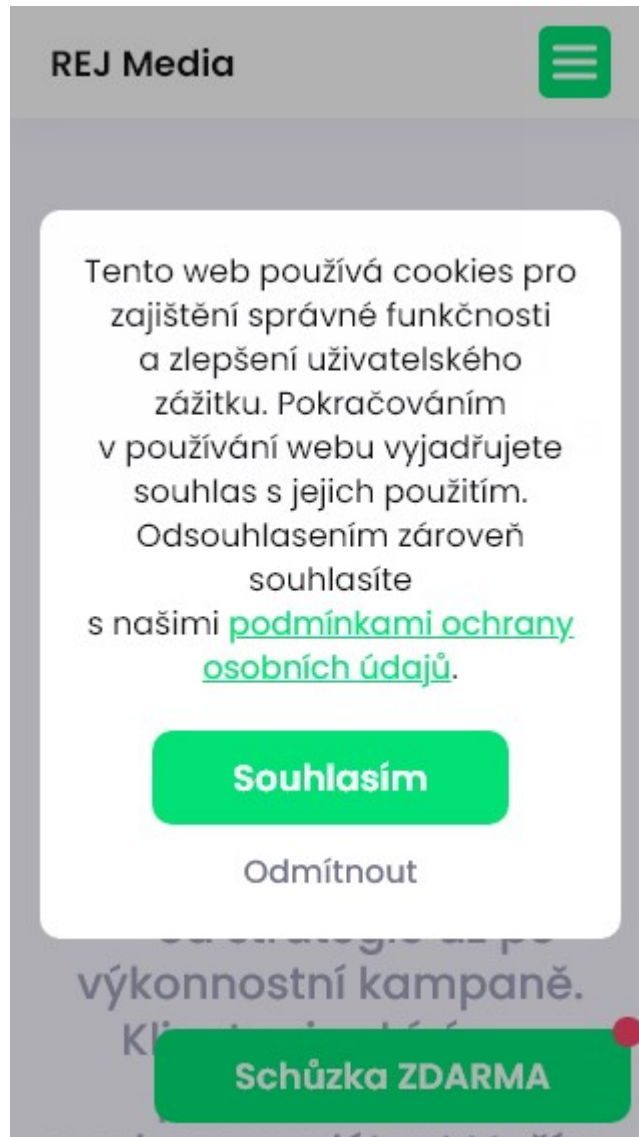 REJ Media
Tento web používá cookies pro
zajištění správné funkčnosti
a zlepšení uživatelského
zážitku. Pokračováním
v používání webu vyjadřujete
souhlas s jejich použitím.
Odsouhlasením zároveň
souhlasíte
s našimi podmínkami ochrany
osobních údajů.
Souhlasím
Odmítnout
výkonnostní kampaně.
Schůzka ZDARMA